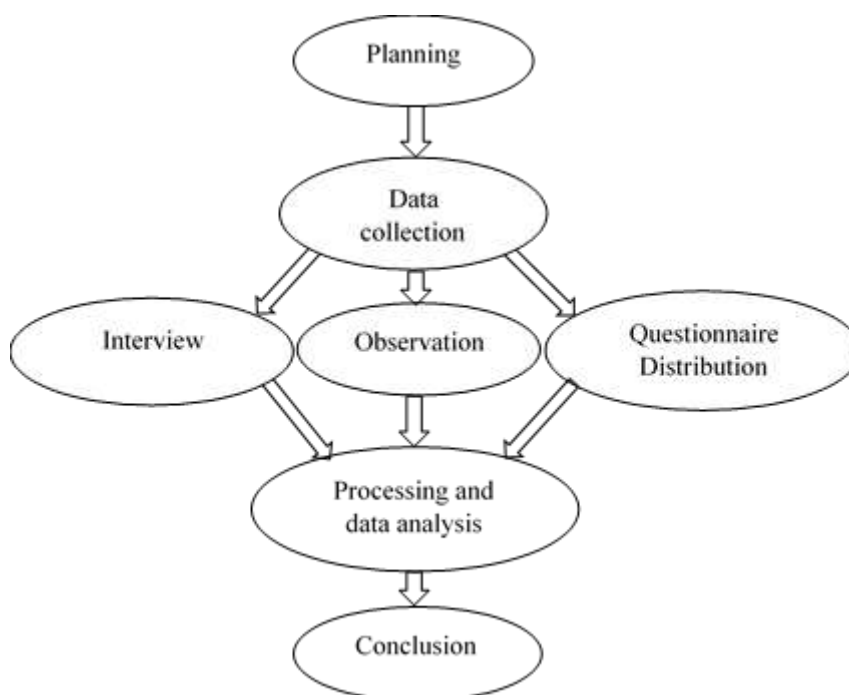 Planning
Data
collection
Interview
Observation
Questionnaire
Distribution
Processing and
data analysis
Conclusion